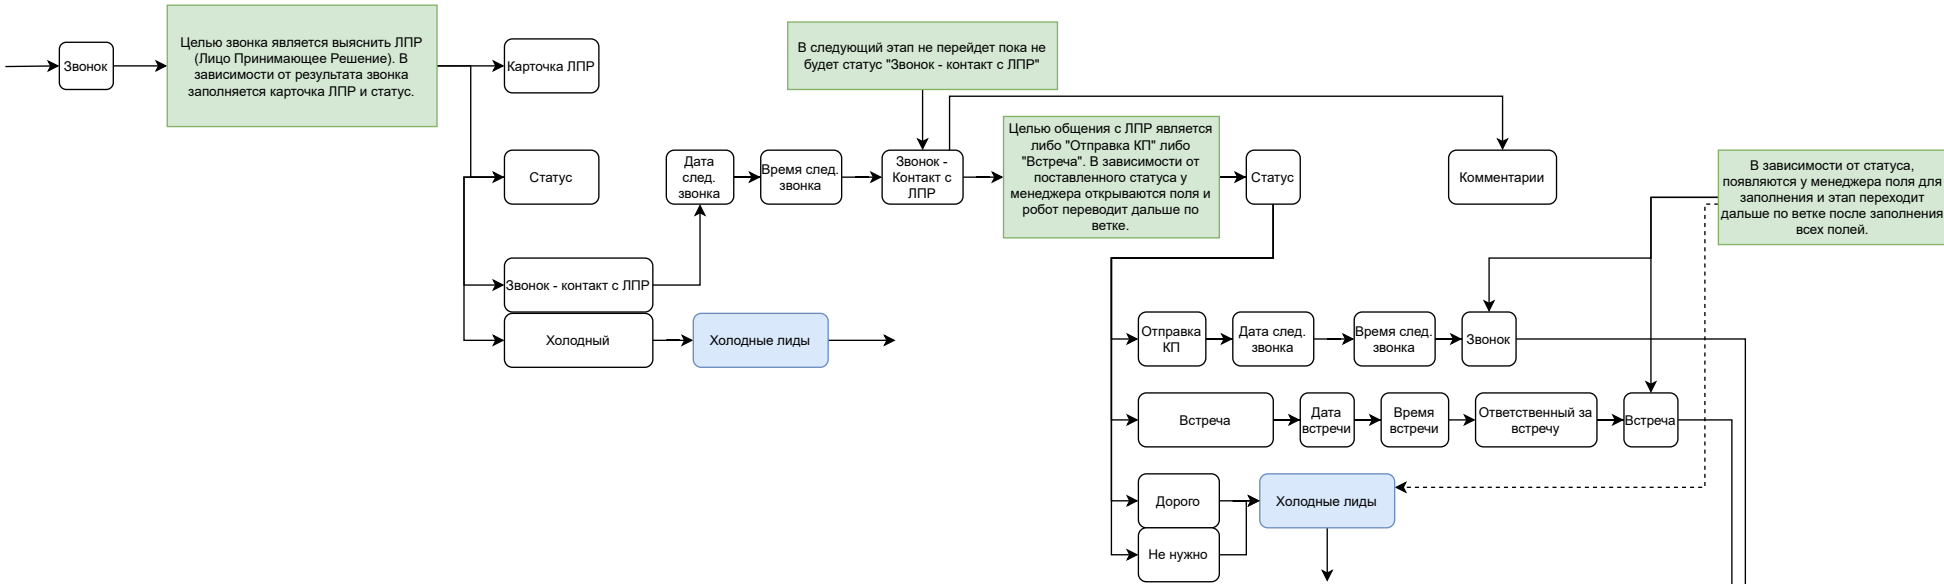 Звонок
Целью звонка является выяснить ЛПР
(Лицо Принимающее Решение). В
зависимости от результата звонка
заполняется карточка ЛПР и статус.
Карточка ЛПР
Статус
Звонок - контакт с ЛПР
Холодный
Холодные лиды
Дата
след.
звонка
Время след.
звонка
В следующий этап не перейдет пока не
будет статус "Звонок - контакт с ЛПР"
Звонок -
Контакт с
ЛПР
Целью общения с ЛПР является
либо "Отправка КП" либо
"Встреча". В зависимости от
поставленного статуса у
менеджера открываются поля и
робот переводит дальше по
ветке.
Статус
Комментарии
В зависимости от статуса,
появляются у менеджера поля для
заполнения и этап переходит
дальше по ветке после заполнения
всех полей.
Отправка
КП
Дата след.
звонка
Время след.
звонка
Звонок
Встреча
Дата
встречи
Время
встречи
Ответственный за
встречу
Встреча
Дорого
Не нужно
Холодные лиды